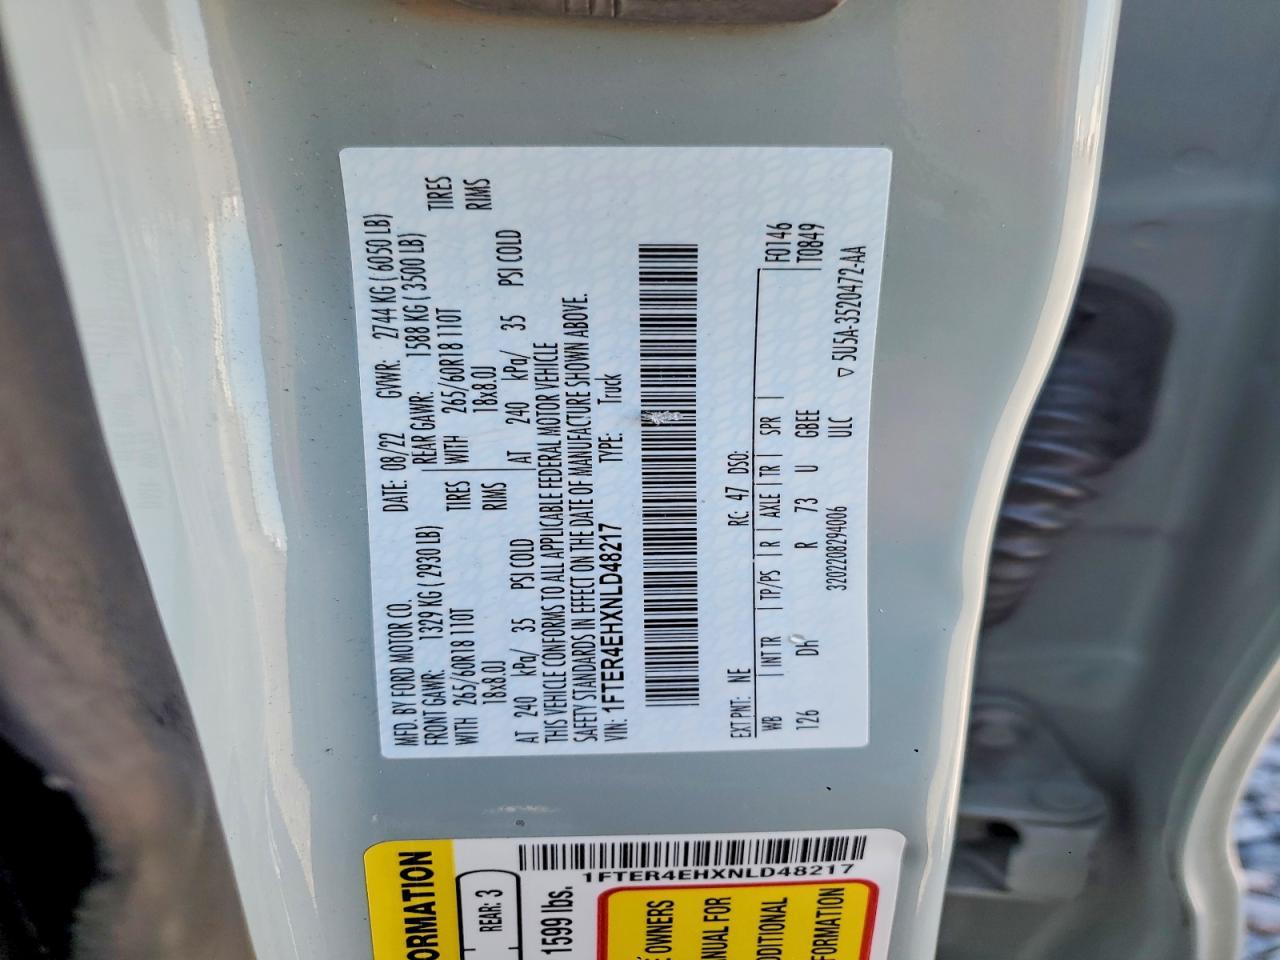 MFD. BY FORD MOTOR CO. DATE: 08/22 GVWR: 2744 KG ( 6050 LB)
FRONT GAWR: 1329 KG ( 2930 LB) REAR GAWR: 1588 KG ( 3500 LB)
WITH 265/60R18 110T TIRES WITH 265/60R18 110T TIRES
18x8.0J RIMS 18x8.0J RIMS
AT 240 kPa/ 35 PSI COLD AT 240 kPa/ 35 PSI COLD
THIS VEHICLE CONFORMS TO ALL APPLICABLE FEDERAL MOTOR VEHICLE
SAFETY STANDARDS IN EFFECT ON THE DATE OF MANUFACTURE SHOWN ABOVE.
VIN: 1FTER4EHXNLD48217 TYPE: Truck
EXT PNT: NE RC: 47 DSO:
WB INT TR TP/PS R AXLE TR SPR F0146
126 DH R 73 U GBEE T0849
3202208294006 ULC ▽ 5U5A-3520472-AA
ORMATION
REAR: 3
1FTER4EHXNLD48217
1599 lbs.
OWNERS
ANUAL FOR
DDITIONAL
FORMATION